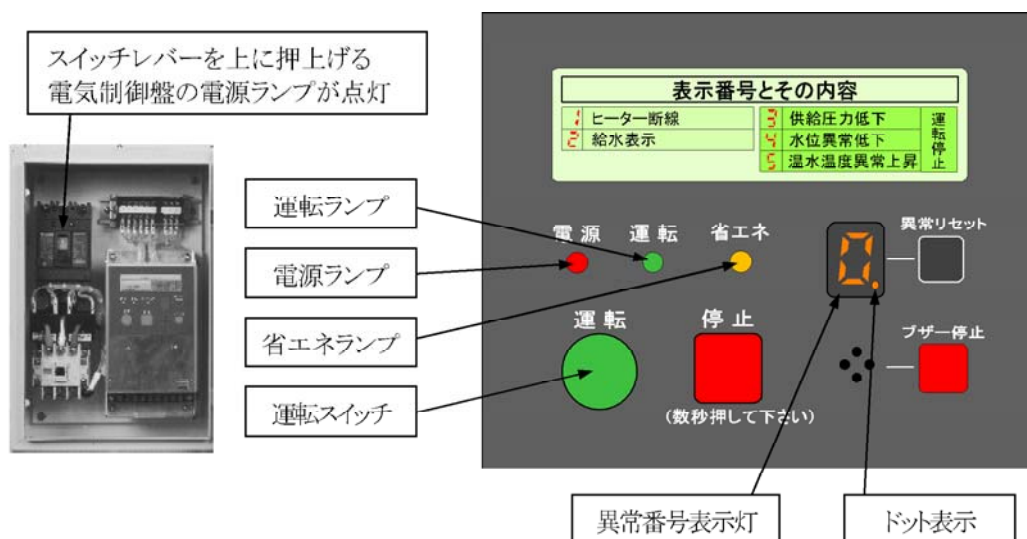 スイッチレバーを上に押上げる
電気制御盤の電源ランプが点灯
表示番号とその内容
1 ヒーター断線
2 給水表示
3 供給圧力低下
4 水位異常低下
5 温水温度異常上昇
運転停止
運転ランプ
電源ランプ
省エネランプ
運転スイッチ
電源 運転 省エネ
0.
異常リセット
運転 停止
ブザー停止
(数秒押して下さい)
異常番号表示灯
ドット表示